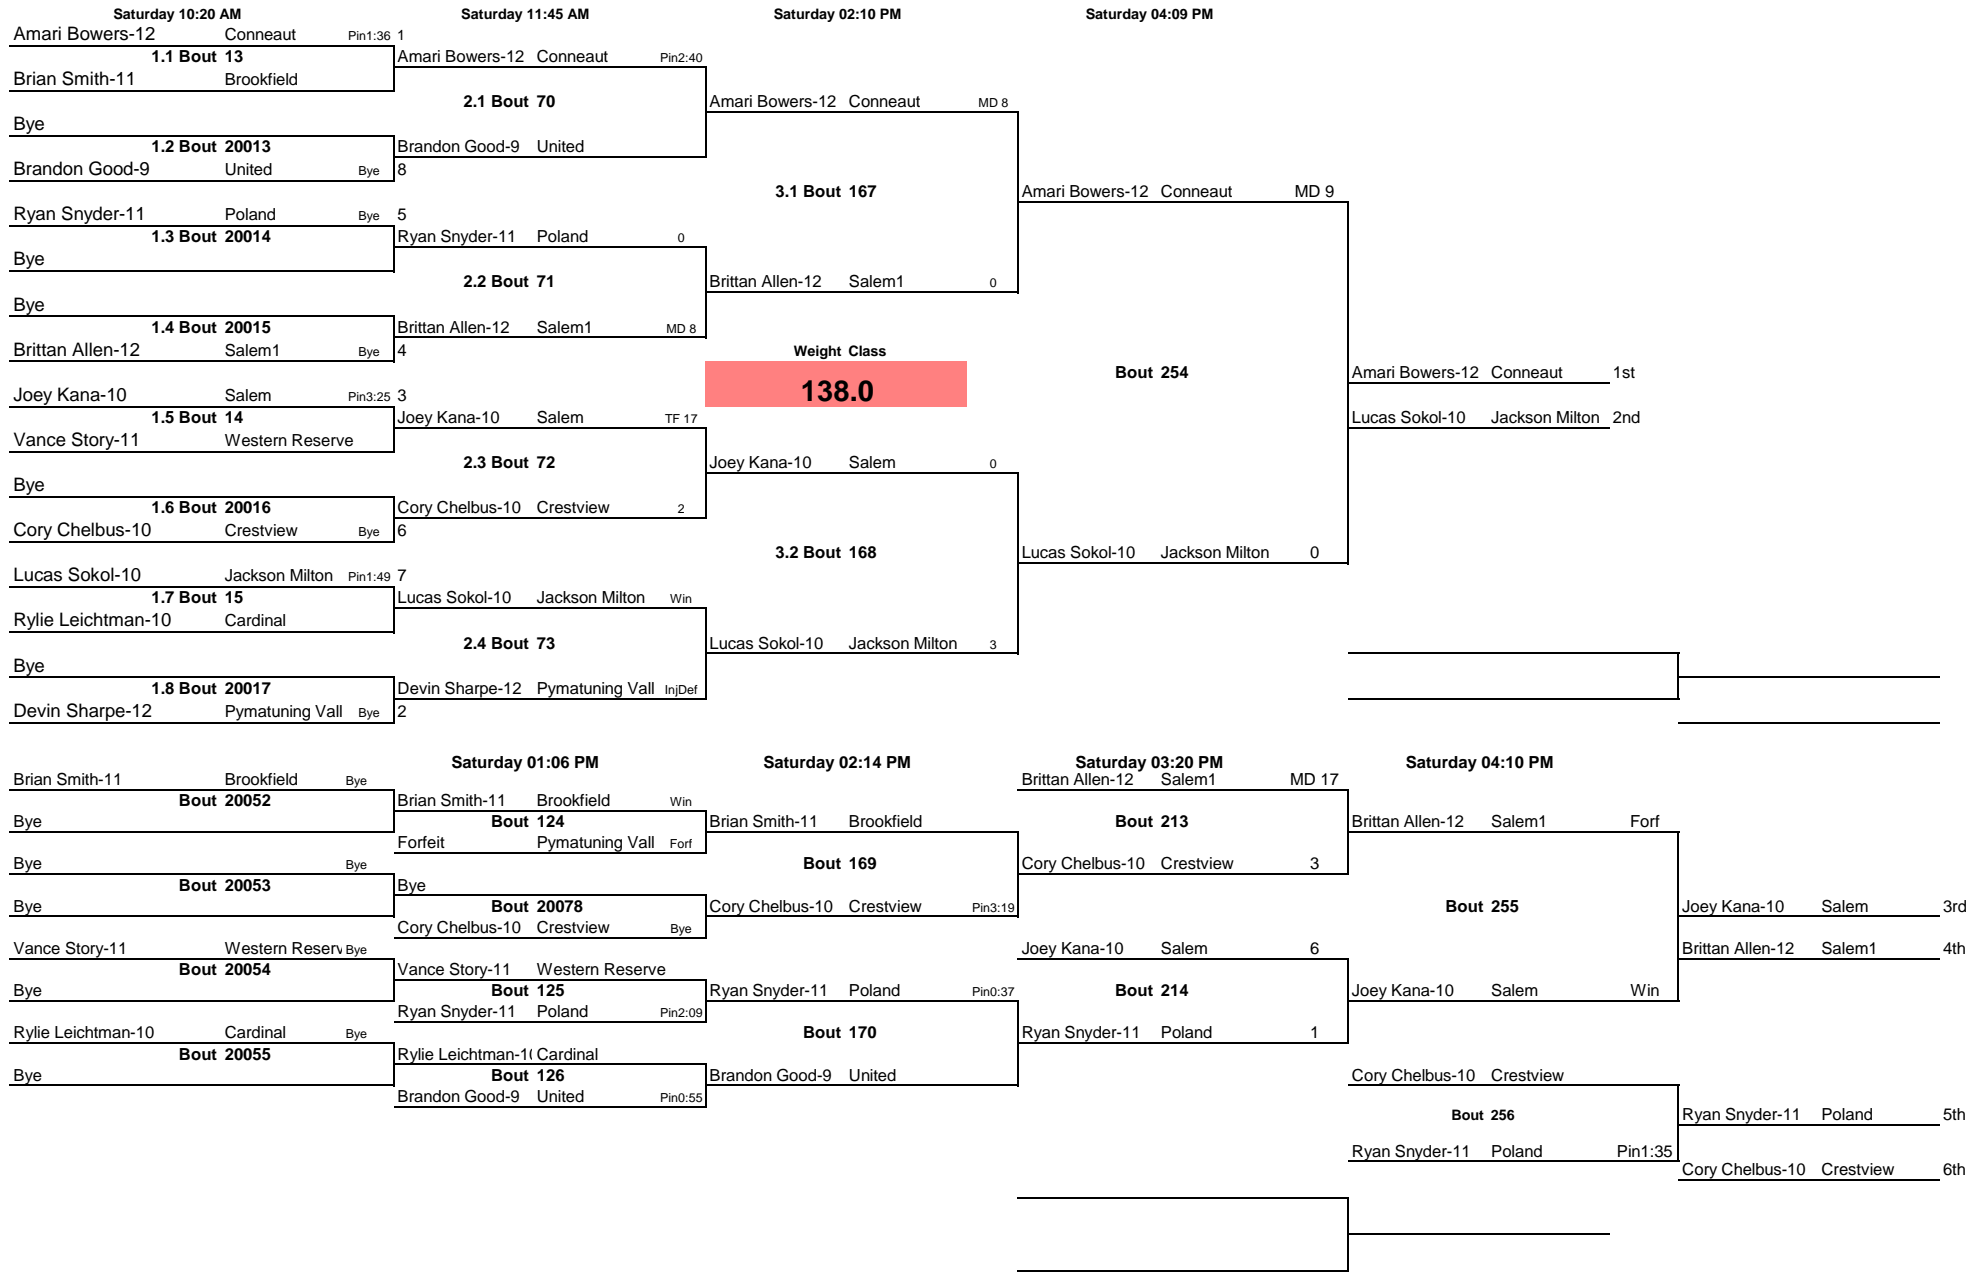 Saturday 10:20 AM Saturday 11:45 AM Saturday 02:10 PM Saturday 04:09 PM
Amari Bowers-12 Conneaut Pin1:36 1
1.1 Bout 13 Amari Bowers-12 Conneaut Pin2:40
Brian Smith-11 Brookfield
2.1 Bout 70 Amari Bowers-12 Conneaut MD 8
Bye
1.2 Bout 20013 Brandon Good-9 United
Brandon Good-9 United Bye 8
3.1 Bout 167 Amari Bowers-12 Conneaut MD 9
Ryan Snyder-11 Poland Bye 5
1.3 Bout 20014 Ryan Snyder-11 Poland 0
Bye
2.2 Bout 71 Brittan Allen-12 Salem1 0
Bye
1.4 Bout 20015 Brittan Allen-12 Salem1 MD 8
Brittan Allen-12 Salem1 Bye 4 Weight Class
Bout 254 Amari Bowers-12 Conneaut 1st
Joey Kana-10 Salem Pin3:25 3 138.0
1.5 Bout 14 Joey Kana-10 Salem TF 17 Lucas Sokol-10 Jackson Milton 2nd
Vance Story-11 Western Reserve
2.3 Bout 72 Joey Kana-10 Salem 0
Bye
1.6 Bout 20016 Cory Chelbus-10 Crestview 2
Cory Chelbus-10 Crestview Bye 6
3.2 Bout 168 Lucas Sokol-10 Jackson Milton 0
Lucas Sokol-10 Jackson Milton Pin1:49 7
1.7 Bout 15 Lucas Sokol-10 Jackson Milton Win
Rylie Leichtman-10 Cardinal
2.4 Bout 73 Lucas Sokol-10 Jackson Milton 3
Bye
1.8 Bout 20017 Devin Sharpe-12 Pymatuning Vall InjDef
Devin Sharpe-12 Pymatuning Vall Bye 2
Saturday 01:06 PM Saturday 02:14 PM Saturday 03:20 PM Saturday 04:10 PM
Brian Smith-11 Brookfield Bye Brittan Allen-12 Salem1 MD 17
Bout 20052 Brian Smith-11 Brookfield Win
Bye Bout 124 Brian Smith-11 Brookfield Bout 213 Brittan Allen-12 Salem1 Forf
Forfeit Pymatuning Vall Forf
Bye Bye Bout 169 Cory Chelbus-10 Crestview 3
Bout 20053 Bye
Bye Bout 20078 Cory Chelbus-10 Crestview Pin3:19 Bout 255 Joey Kana-10 Salem 3rd
Cory Chelbus-10 Crestview Bye
Vance Story-11 Western Reserv Bye Joey Kana-10 Salem 6 Brittan Allen-12 Salem1 4th
Bout 20054 Vance Story-11 Western Reserve
Bye Bout 125 Ryan Snyder-11 Poland Pin0:37 Bout 214 Joey Kana-10 Salem Win
Ryan Snyder-11 Poland Pin2:09
Rylie Leichtman-10 Cardinal Bye Bout 170 Ryan Snyder-11 Poland 1
Bout 20055 Rylie Leichtman-1( Cardinal
Bye Bout 126 Brandon Good-9 United Cory Chelbus-10 Crestview
Brandon Good-9 United Pin0:55
Bout 256 Ryan Snyder-11 Poland 5th
Ryan Snyder-11 Poland Pin1:35
Cory Chelbus-10 Crestview 6th